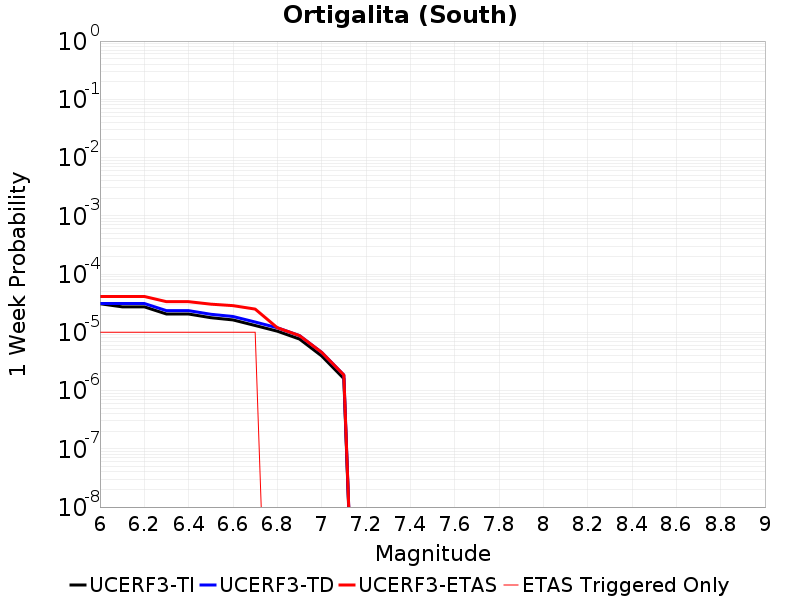 Ortigalita (South)
1 Week Probability
10^0
10^-1
10^-2
10^-3
10^-4
10^-5
10^-6
10^-7
10^-8
6 6.2 6.4 6.6 6.8 7 7.2 7.4 7.6 7.8 8 8.2 8.4 8.6 8.8 9
Magnitude
UCERF3-TI UCERF3-TD UCERF3-ETAS ETAS Triggered Only